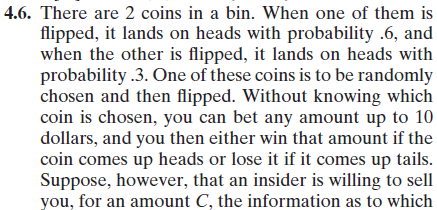 4.6. There are 2 coins in a bin. When one of them is
flipped, it lands on heads with probability .6, and
when the other is flipped, it lands on heads with
probability .3. One of these coins is to be randomly
chosen and then flipped. Without knowing which
coin is chosen, you can bet any amount up to 10
dollars, and you then either win that amount if the
coin comes up heads or lose it if it comes up tails.
Suppose, however, that an insider is willing to sell
you, for an amount C, the information as to which